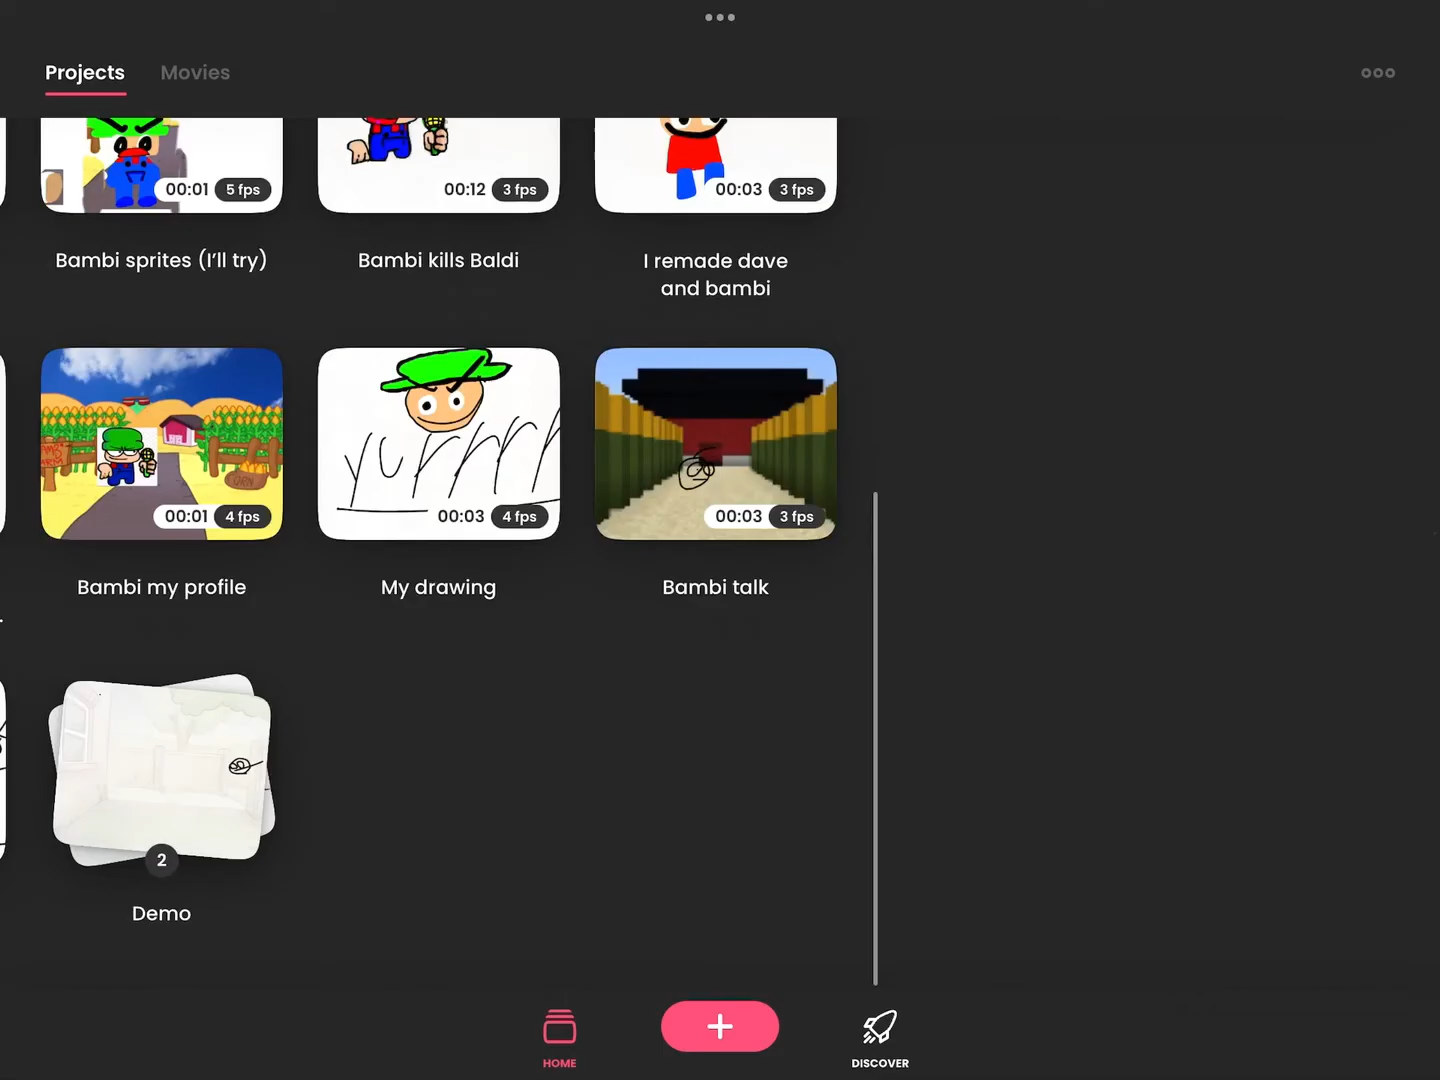 Projects Movies
00:01 5 fps
00:12 3 fps
00:03 3 fps
Bambi sprites (I'll try)
Bambi kills Baldi
I remade dave
and bambi
yurrrr
00:01 4 fps
00:03 4 fps
00:03 3 fps
Bambi my profile
My drawing
Bambi talk
2
Demo
HOME
DISCOVER